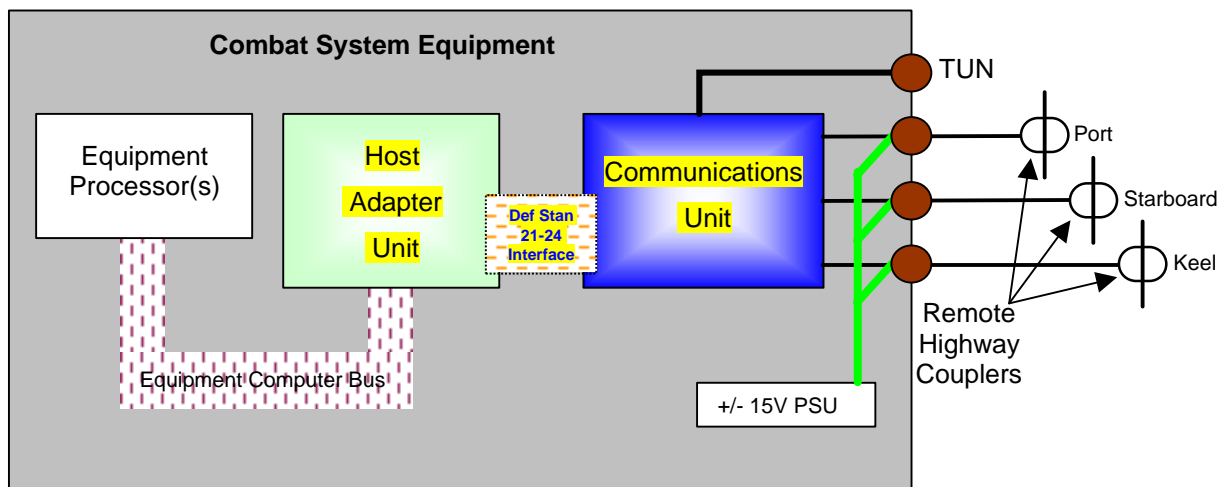 Combat System Equipment
TUN
Equipment
Processor(s)
Host
Adapter
Unit
Def Stan
21-24
Interface
Communications
Unit
Port
Starboard
Keel
Remote
Highway
Couplers
Equipment Computer Bus
+/- 15V PSU